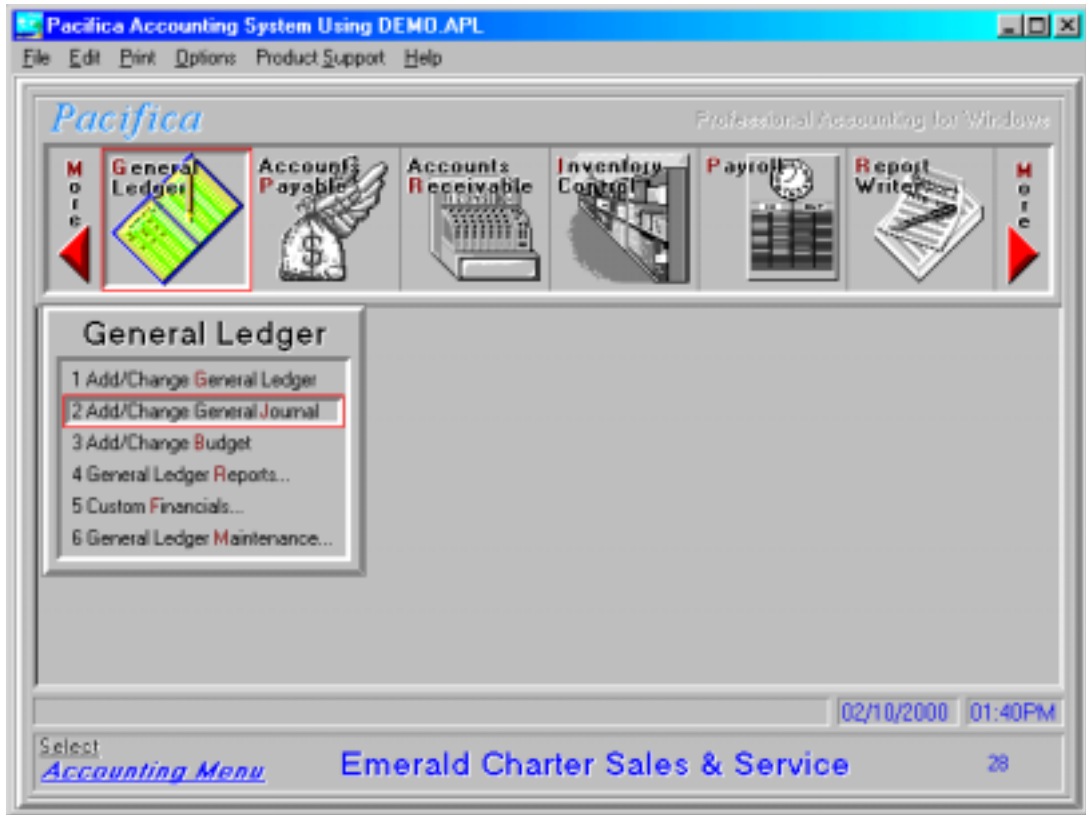 Pacifica Accounting System Using DEMO.APL
File Edit Print Options Product Support Help
Pacifica
Professional Accounting for Windows
More
General
Ledger
Accounts
Payable
Accounts
Receivable
Inventory
Control
Payroll
Report
Writer
More
General Ledger
1 Add/Change General Ledger
2 Add/Change General Journal
3 Add/Change Budget
4 General Ledger Reports...
5 Custom Financials...
6 General Ledger Maintenance...
02/10/2000 01:40PM
Select
Accounting Menu
Emerald Charter Sales & Service
28